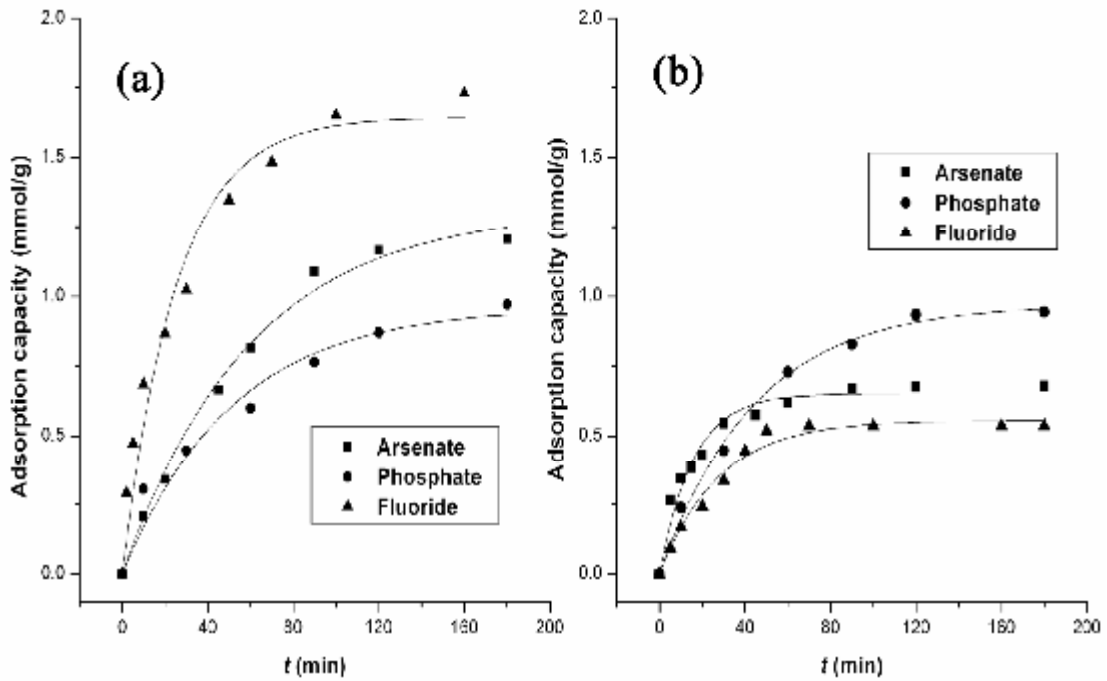 (a)
Adsorption capacity (mmol/g)
2.0
1.5
1.0
0.5
0.0
0 40 80 120 160 200
t (min)
Arsenate
Phosphate
Fluoride
(b)
Adsorption capacity (mmol/g)
2.0
1.5
1.0
0.5
0.0
0 40 80 120 160 200
t (min)
Arsenate
Phosphate
Fluoride